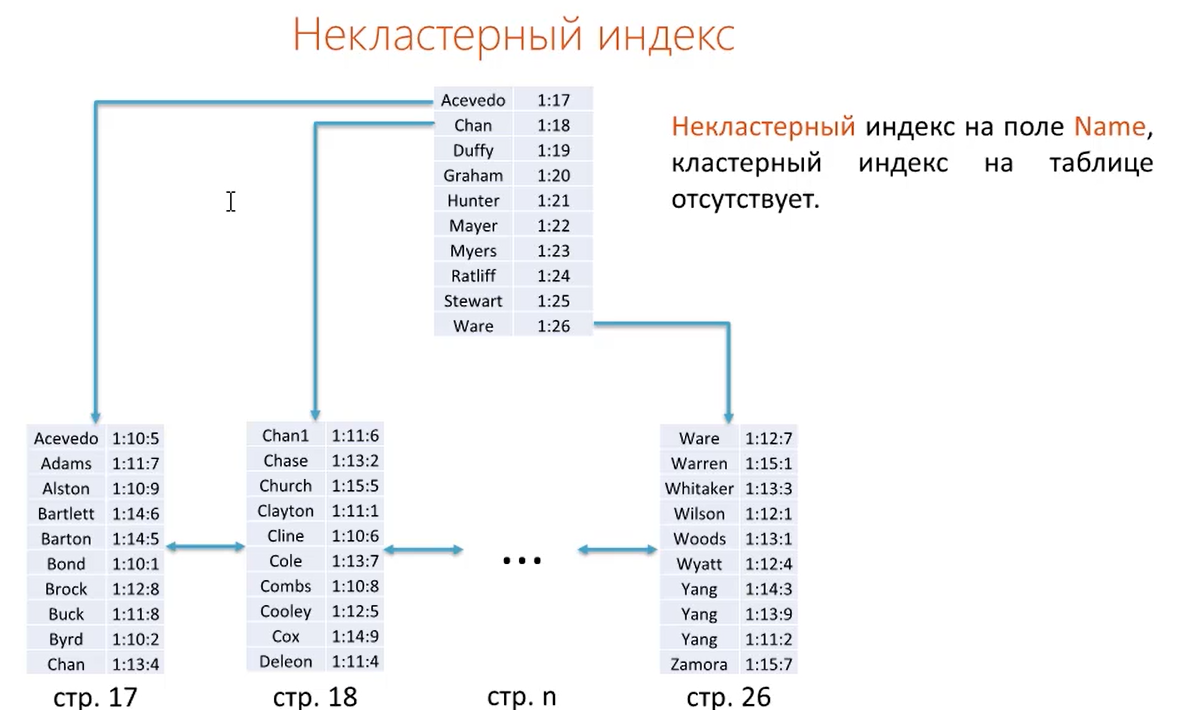 Некластерный индекс
Acevedo 1:17
Chan 1:18
Duffy 1:19
Graham 1:20
Hunter 1:21
Mayer 1:22
Myers 1:23
Ratliff 1:24
Stewart 1:25
Ware 1:26
Некластерный индекс на поле Name,
кластерный индекс на таблице
отсутствует.
Acevedo 1:10:5
Adams 1:11:7
Alston 1:10:9
Bartlett 1:14:6
Barton 1:14:5
Bond 1:10:1
Brock 1:12:8
Buck 1:11:8
Byrd 1:10:2
Chan 1:13:4
стр. 17
Chan1 1:11:6
Chase 1:13:2
Church 1:15:5
Clayton 1:11:1
Cline 1:10:6
Cole 1:13:7
Combs 1:10:8
Cooley 1:12:5
Cox 1:14:9
Deleon 1:11:4
стр. 18
...
стр. n
Ware 1:12:7
Warren 1:15:1
Whitaker 1:13:3
Wilson 1:12:1
Woods 1:13:1
Wyatt 1:12:4
Yang 1:14:3
Yang 1:13:9
Yang 1:11:2
Zamora 1:15:7
стр. 26